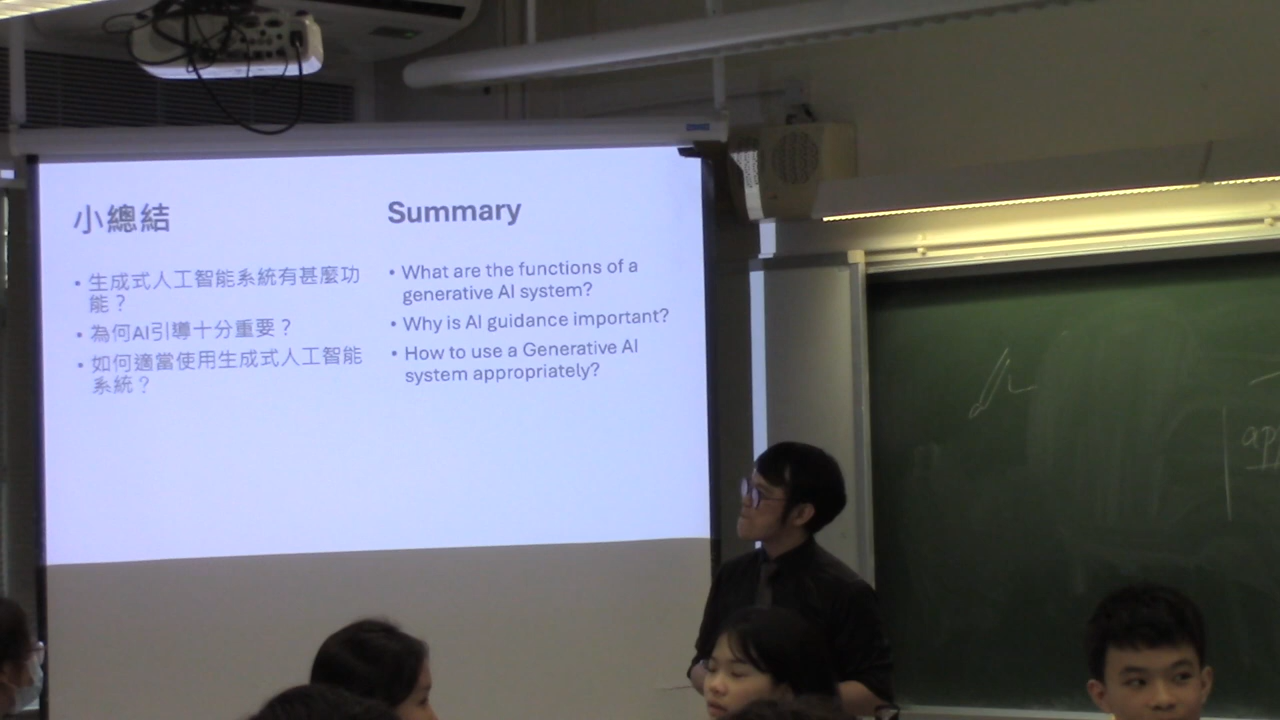 小總結
• 生成式人工智能系統有甚麼功
能？
• 為何AI引導十分重要？
• 如何適當使用生成式人工智能
系統？
Summary
• What are the functions of a
generative AI system?
• Why is AI guidance important?
• How to use a Generative AI
system appropriately?